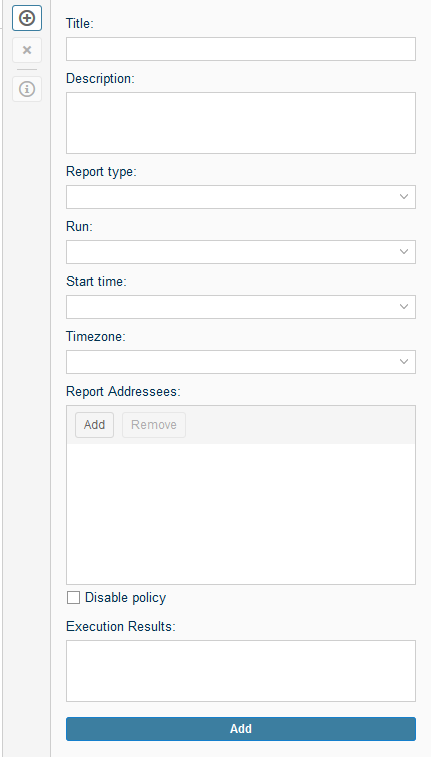 Title:
Description:
Report type:
Run:
Start time:
Timezone:
Report Addressees:
Add Remove
Disable policy
Execution Results:
Add